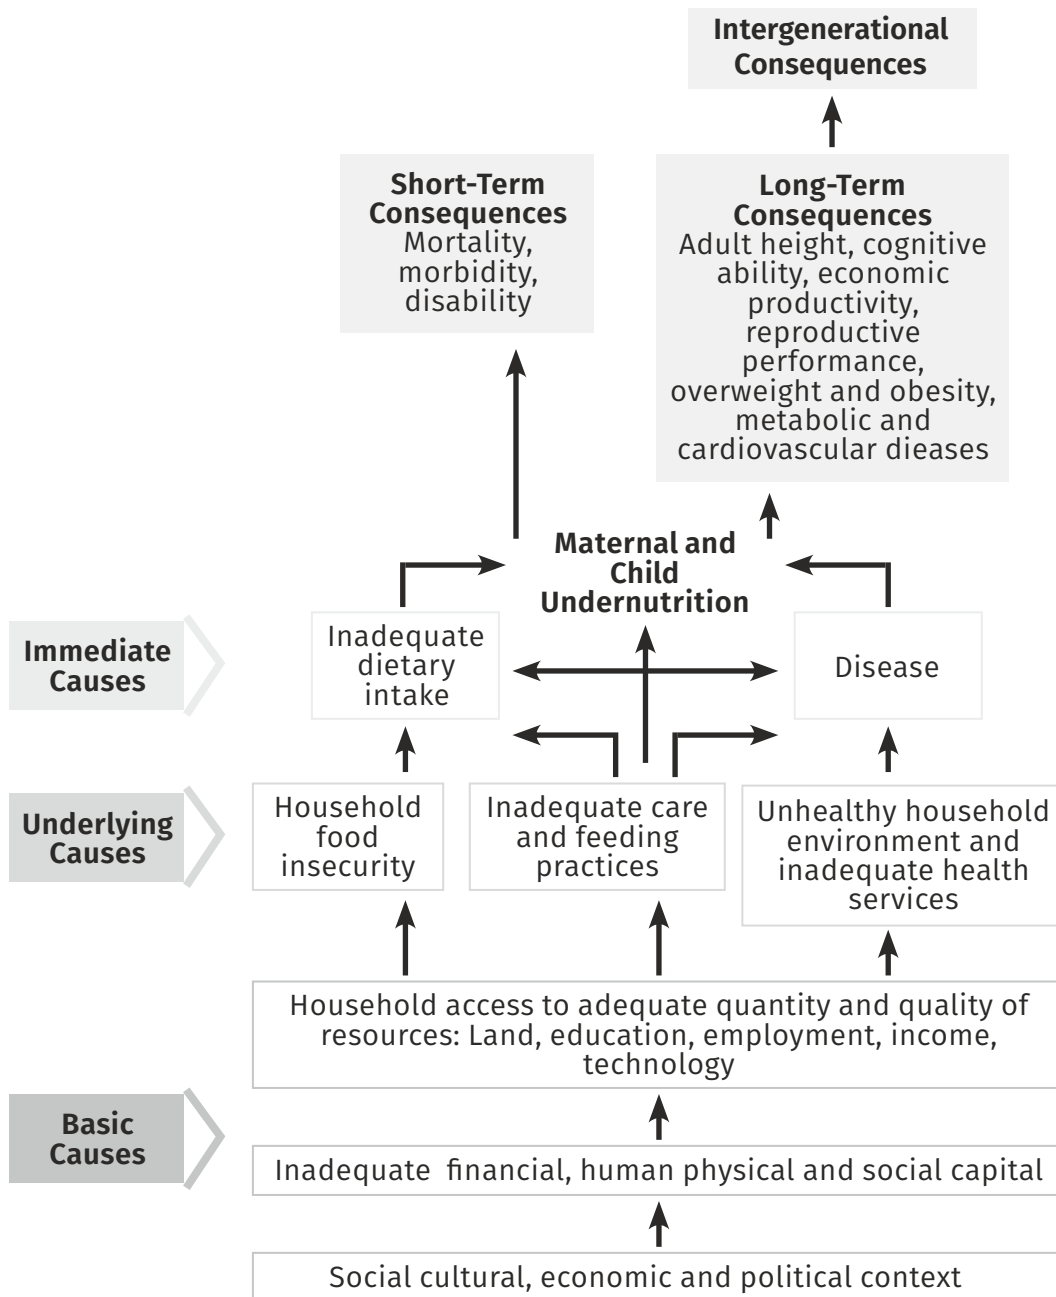 Intergenerational
Consequences
Short-Term
Consequences
Mortality,
morbidity,
disability
Long-Term
Consequences
Adult height, cognitive
ability, economic
productivity,
reproductive
performance,
overweight and obesity,
metabolic and
cardiovascular dieases
Maternal and
Child
Undernutrition
Immediate
Causes
Inadequate
dietary
intake
Disease
Underlying
Causes
Household
food
insecurity
Inadequate care
and feeding
practices
Unhealthy household
environment and
inadequate health
services
Household access to adequate quantity and quality of
resources: Land, education, employment, income,
technology
Basic
Causes
Inadequate financial, human physical and social capital
Social cultural, economic and political context